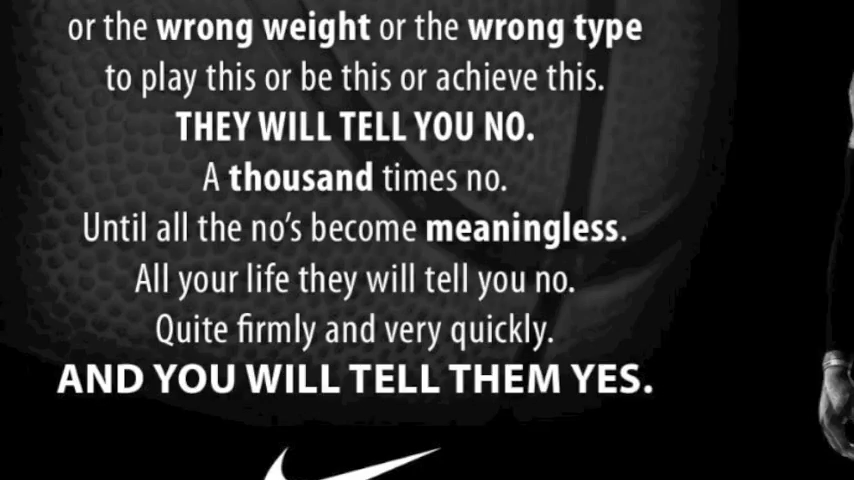 or the wrong weight or the wrong type
to play this or be this or achieve this.
THEY WILL TELL YOU NO.
A thousand times no.
Until all the no’s become meaningless.
All your life they will tell you no.
Quite firmly and very quickly.
AND YOU WILL TELL THEM YES.